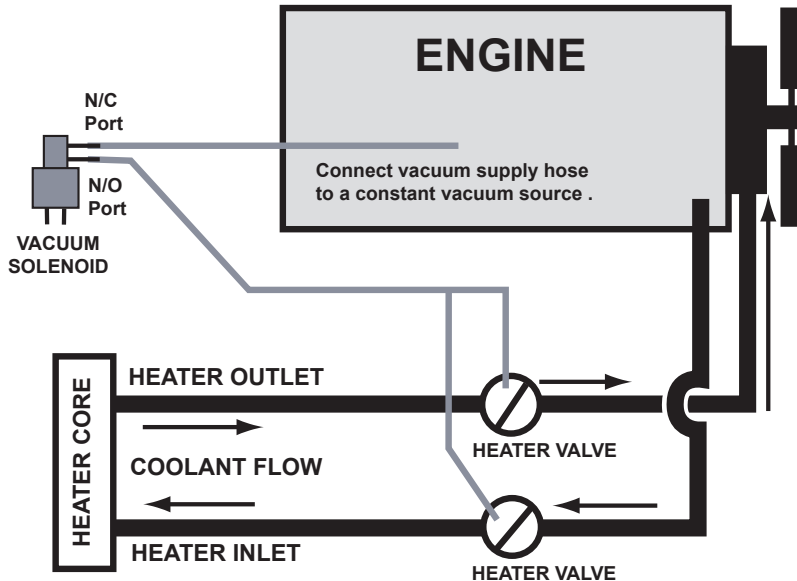 ENGINE
N/C
Port
Connect vacuum supply hose
to a constant vacuum source .
N/O
Port
VACUUM
SOLENOID
HEATER CORE
HEATER OUTLET
HEATER VALVE
COOLANT FLOW
HEATER INLET
HEATER VALVE